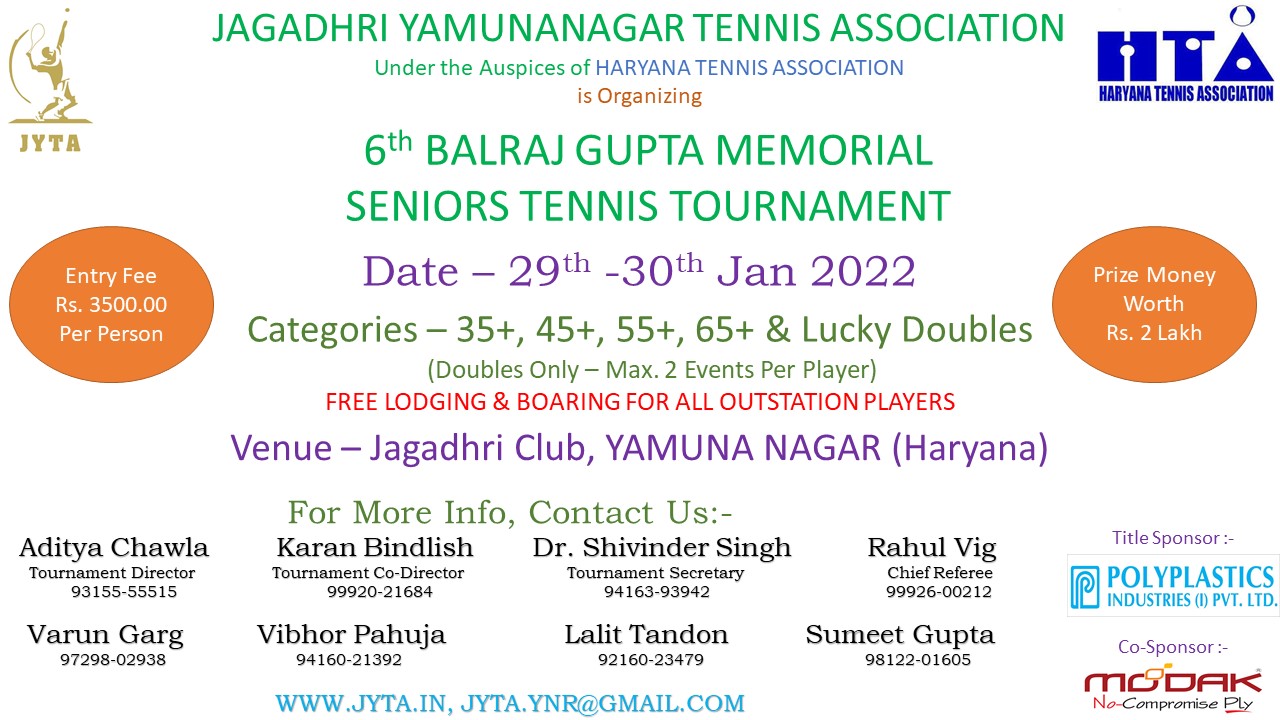 JAGADHRI YAMUNANAGAR TENNIS ASSOCIATION
Under the Auspices of HARYANA TENNIS ASSOCIATION
is Organizing
JYTA
HTA
HARYANA TENNIS ASSOCIATION
6th BALRAJ GUPTA MEMORIAL
SENIORS TENNIS TOURNAMENT
Entry Fee
Rs. 3500.00
Per Person
Date – 29th -30th Jan 2022
Prize Money
Worth
Rs. 2 Lakh
Categories – 35+, 45+, 55+, 65+ & Lucky Doubles
(Doubles Only – Max. 2 Events Per Player)
FREE LODGING & BOARING FOR ALL OUTSTATION PLAYERS
Venue – Jagadhri Club, YAMUNA NAGAR (Haryana)
For More Info, Contact Us:-
Aditya Chawla
Tournament Director
93155-55515
Karan Bindlish
Tournament Co-Director
99920-21684
Dr. Shivinder Singh
Tournament Secretary
94163-93942
Rahul Vig
Chief Referee
99926-00212
Varun Garg
97298-02938
Vibhor Pahuja
94160-21392
Lalit Tandon
92160-23479
Sumeet Gupta
98122-01605
WWW.JYTA.IN, JYTA.YNR@GMAIL.COM
Title Sponsor :-
POLYPLASTICS
INDUSTRIES (I) PVT. LTD.
Co-Sponsor :-
MODAK®
No-Compromise Ply